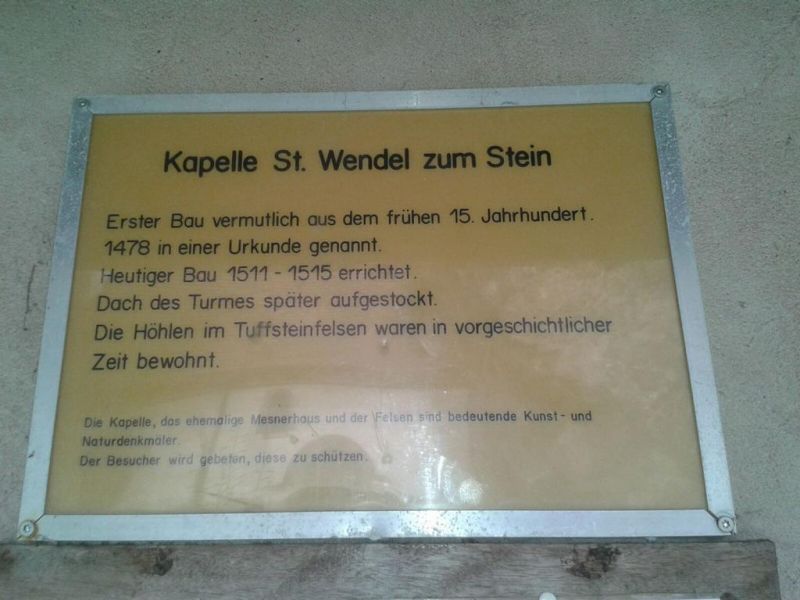 Kapelle St. Wendel zum Stein
Erster Bau vermutlich aus dem frühen 15. Jahrhundert.
1478 in einer Urkunde genannt.
Heutiger Bau 1511 - 1515 errichtet.
Dach des Turmes später aufgestockt.
Die Höhlen im Tuffsteinfelsen waren in vorgeschichtlicher
Zeit bewohnt.
Die Kapelle, das ehemalige Mesnerhaus und der Felsen sind bedeutende Kunst- und
Naturdenkmäler.
Der Besucher wird gebeten, diese zu schützen.